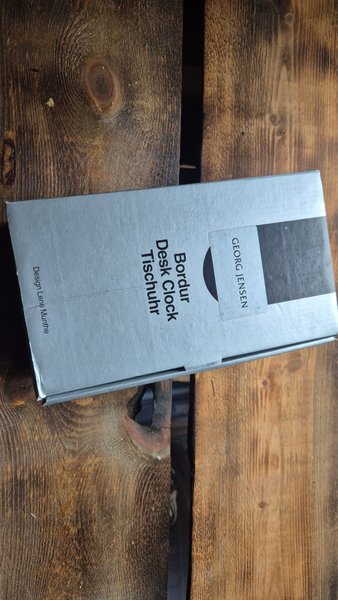 GEORG JENSEN
Bordur
Desk Clock
Tischuhr
Design Lene Munthe